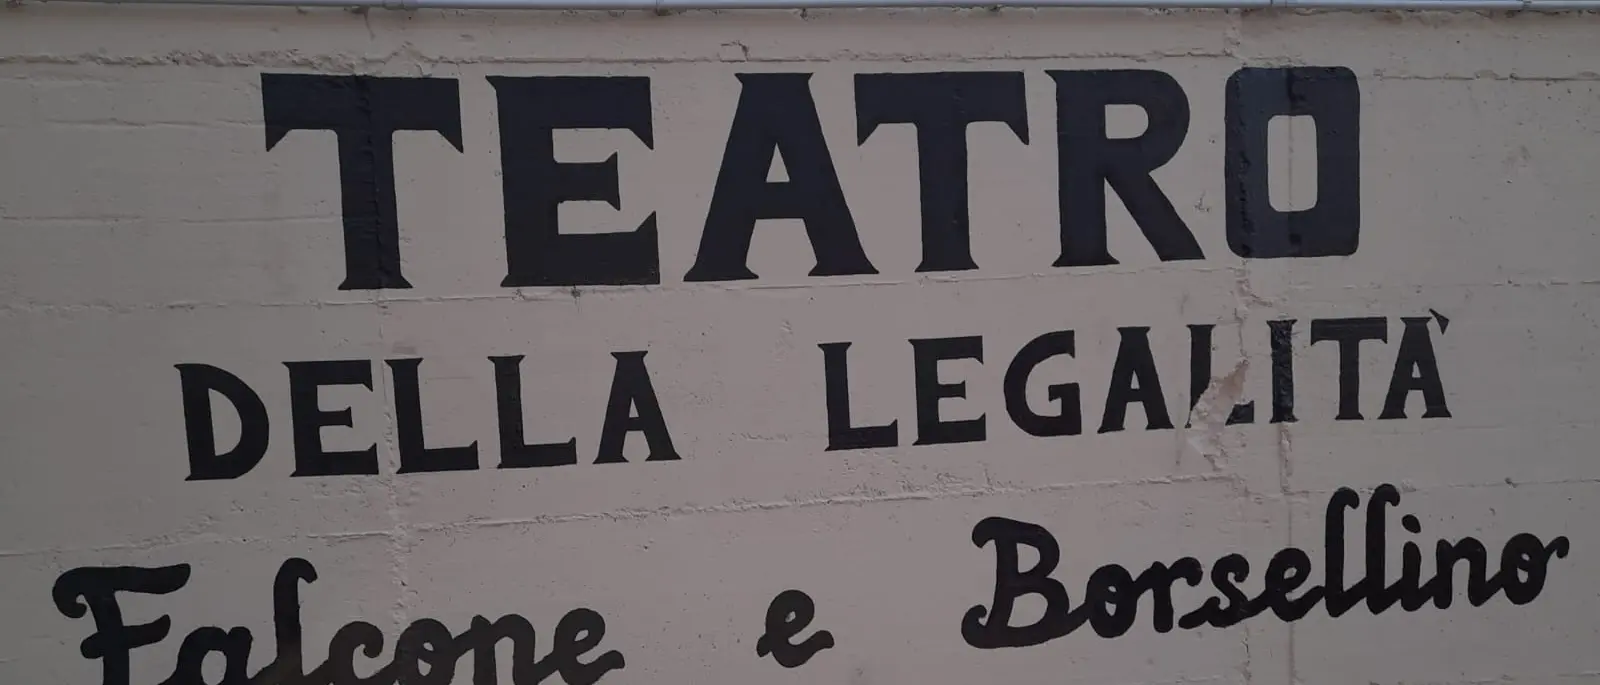 TEATRO
DELLA LEGALITÀ
Falcone e Borsellino